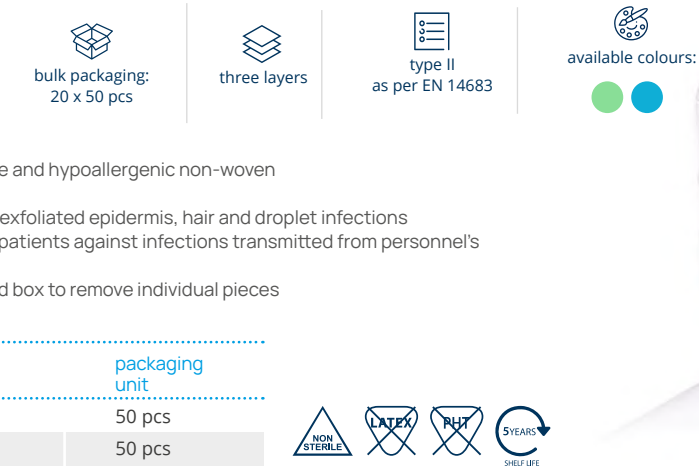 bulk packaging:
20 x 50 pcs
three layers
type II
as per EN 14683
available colours:
e and hypoallergenic non-woven
exfoliated epidermis, hair and droplet infections
patients against infections transmitted from personnel's
d box to remove individual pieces
packaging
unit
50 pcs
50 pcs
NON
STERILE
LATEX
PHT
5YEARS
SHELF LIFE